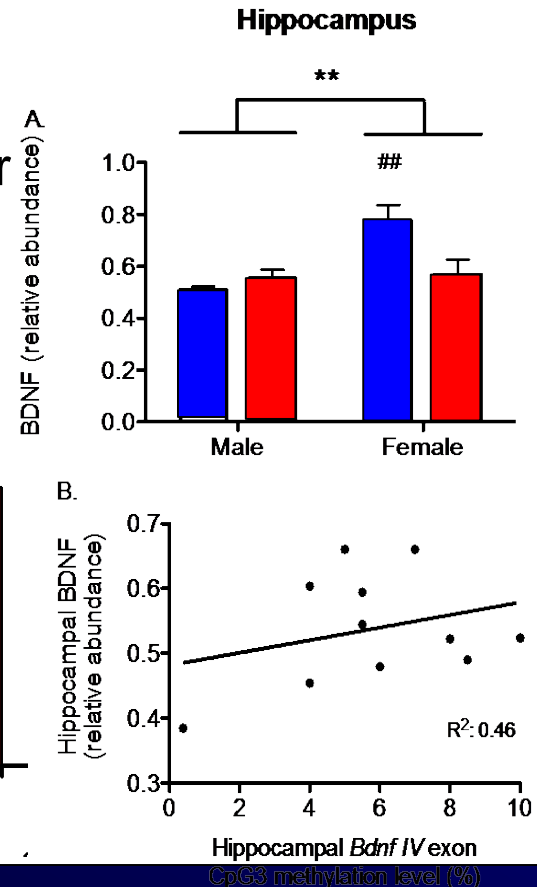 Hippocampus
**
A.
r
##
BDNF (relative abundance)
1.0
0.8
0.6
0.4
0.2
0.0
Male Female
B.
Hippocampal BDNF
(relative abundance)
0.7
0.6
0.5
0.4
0.3
R²: 0.46
0 2 4 6 8 10
Hippocampal Bdnf IV exon
CpG3 methylation level (%)